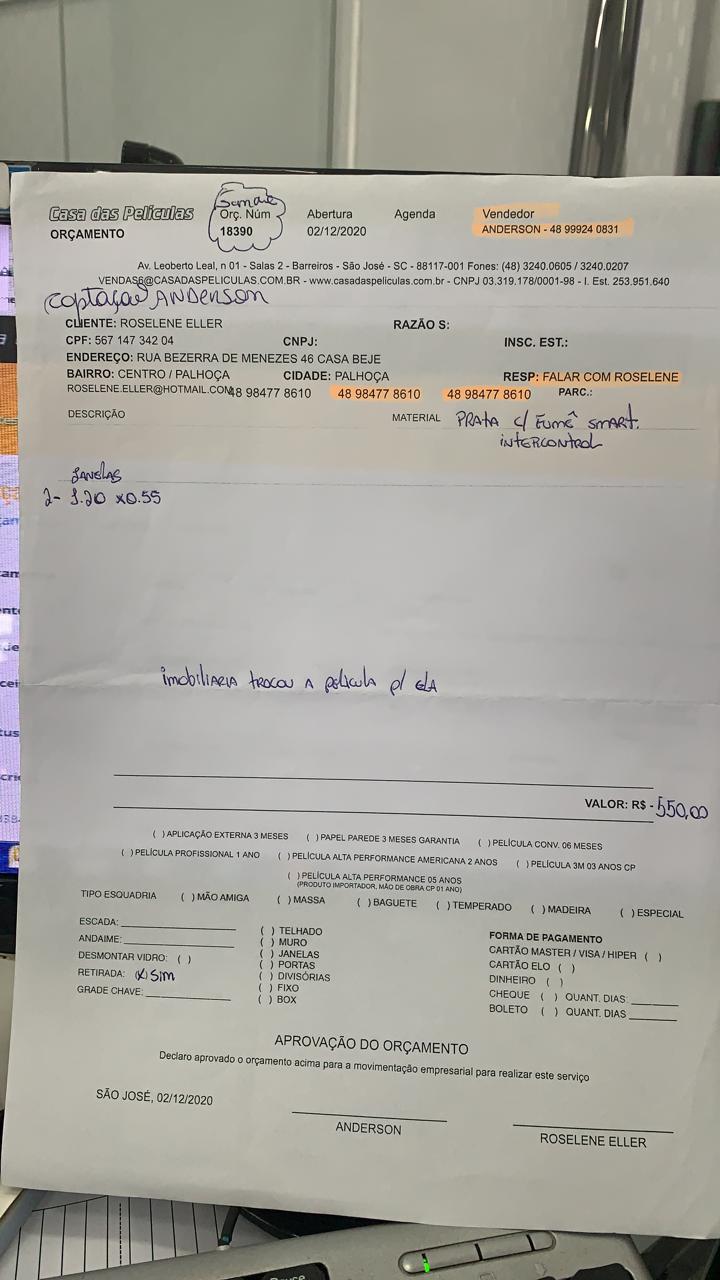 Casa das Películas
ORÇAMENTO
Orç. Núm
18390
Abertura
02/12/2020
Agenda
Vendedor
ANDERSON - 48 99924 0831
Av. Leoberto Leal, n 01 - Salas 2 - Barreiros - São José - SC - 88117-001 Fones: (48) 3240.0605 / 3240.0207
VENDAS6@CASADASPELICULAS.COM.BR - www.casadaspeliculas.com.br - CNPJ 03.319.178/0001-98 - I. Est. 253.951.640
captação ANDERSON
CLIENTE: ROSELENE ELLER RAZÃO S:
CPF: 567 147 342 04 CNPJ: INSC. EST.:
ENDEREÇO: RUA BEZERRA DE MENEZES 46 CASA BEJE
BAIRRO: CENTRO / PALHOÇA CIDADE: PALHOÇA RESP: FALAR COM ROSELENE
ROSELENE.ELLER@HOTMAIL.COM 48 98477 8610 48 98477 8610 48 98477 8610 PARC.:
DESCRIÇÃO MATERIAL PRATA c/ FUMÊ SMART.
INTERCONTROL
JANELAS
2- 1.20 x0.55
imobiliaria trocou a pelicula p/ ela
VALOR: R$ - 550,00
( ) APLICAÇÃO EXTERNA 3 MESES ( ) PAPEL PAREDE 3 MESES GARANTIA ( ) PELÍCULA CONV. 06 MESES
( ) PELÍCULA PROFISSIONAL 1 ANO ( ) PELÍCULA ALTA PERFORMANCE AMERICANA 2 ANOS ( ) PELÍCULA 3M 03 ANOS CP
( ) PELÍCULA ALTA PERFORMANCE 05 ANOS
(PRODUTO IMPORTADOR, MÃO DE OBRA CP 01 ANO)
TIPO ESQUADRIA ( ) MÃO AMIGA ( ) MASSA ( ) BAGUETE ( ) TEMPERADO ( ) MADEIRA ( ) ESPECIAL
ESCADA:
ANDAIME:
DESMONTAR VIDRO: ( )
RETIRADA: (x) Sim
GRADE CHAVE:
( ) TELHADO
( ) MURO
( ) JANELAS
( ) PORTAS
( ) DIVISÓRIAS
( ) FIXO
( ) BOX
FORMA DE PAGAMENTO
CARTÃO MASTER / VISA / HIPER ( )
CARTÃO ELO ( )
DINHEIRO ( )
CHEQUE ( ) QUANT. DIAS:
BOLETO ( ) QUANT. DIAS
APROVAÇÃO DO ORÇAMENTO
Declaro aprovado o orçamento acima para a movimentação empresarial para realizar este serviço
SÃO JOSÉ, 02/12/2020
ANDERSON
ROSELENE ELLER